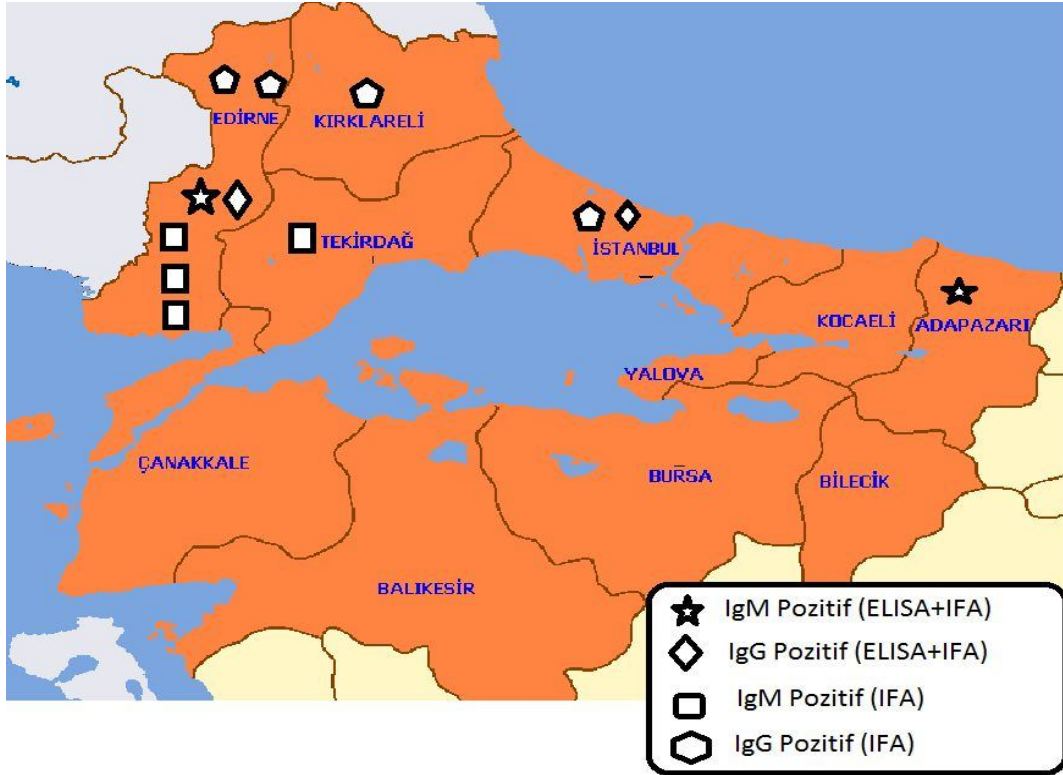 EDİRNE
KIRKLARELİ
TEKİRDAĞ
İSTANBUL
KOCAELİ
ADAPAZARI
YALOVA
ÇANAKKALE
BURSA
BİLECİK
BALIKESİR
IgM Pozitif (ELISA+IFA)
IgG Pozitif (ELISA+IFA)
IgM Pozitif (IFA)
IgG Pozitif (IFA)